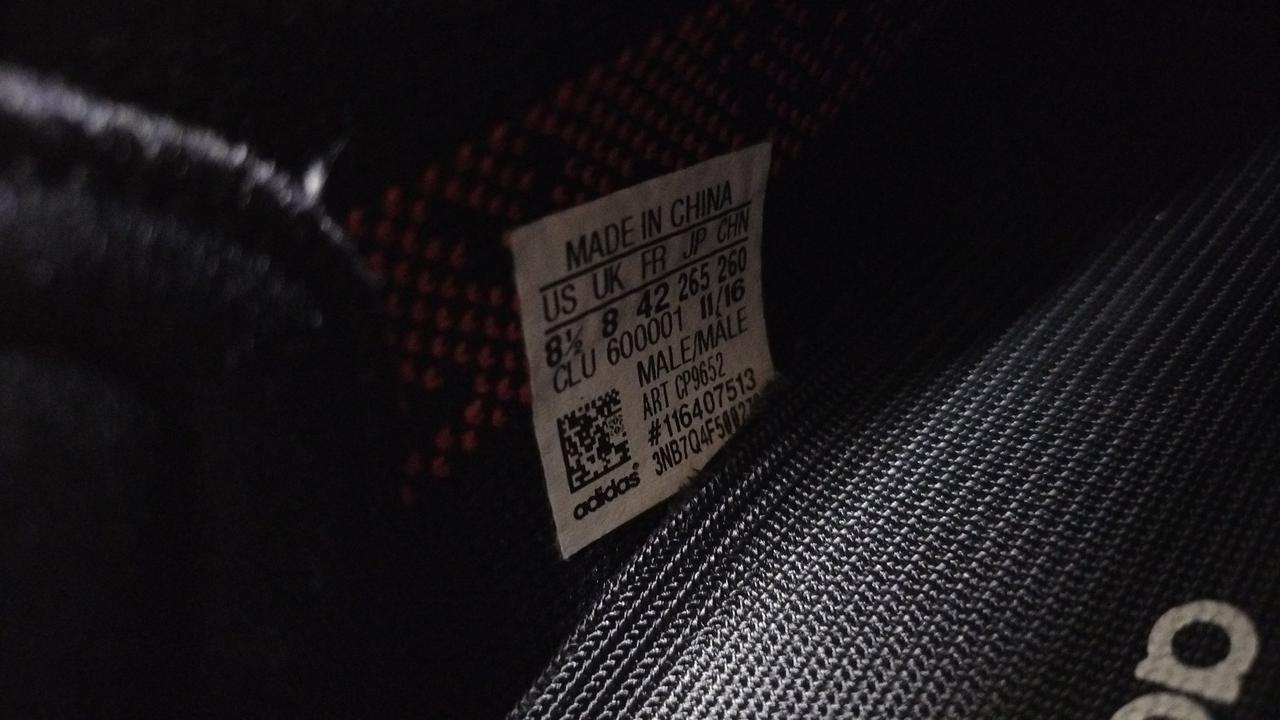 MADE IN CHINA
US UK FR JP CHN
8½ 8 42 265 260
CLU 600001 11/16
MALE/MÂLE
ART CP9652
#116407513
adidas